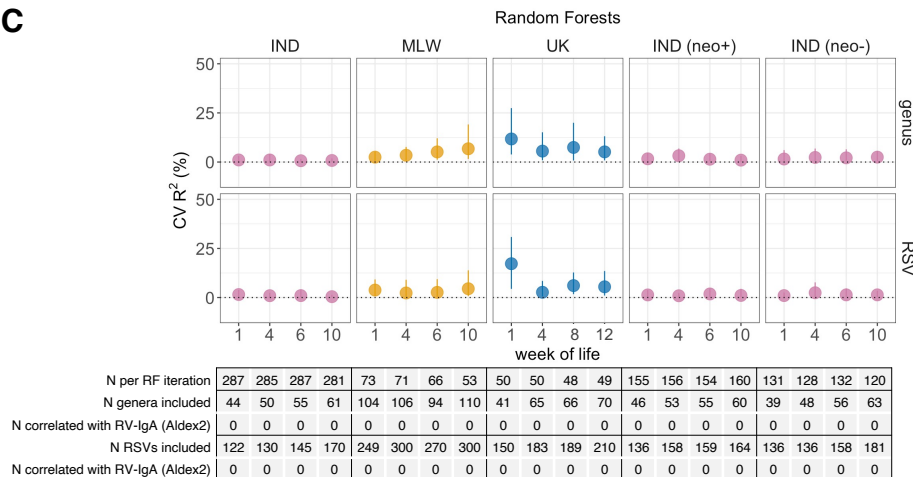 C
Random Forests
IND MLW UK IND (neo+) IND (neo-)
50
25
0
genus
CV R² (%)
50
25
0
RSV
1 4 6 10 1 4 6 10 1 4 8 12 1 4 6 10 1 4 6 10
week of life
N per RF iteration 287 285 287 281 73 71 66 53 50 50 48 49 155 156 154 160 131 128 132 120
N genera included 44 50 55 61 104 106 94 110 41 65 66 70 46 53 55 60 39 48 56 63
N correlated with RV-IgA (Aldex2) 0 0 0 0 0 0 0 0 0 0 0 0 0 0 0 0 0 0 0 0
N RSVs included 122 130 145 170 249 300 270 300 150 183 189 210 136 158 159 164 136 136 158 181
N correlated with RV-IgA (Aldex2) 0 0 0 0 0 0 0 0 0 0 0 0 0 0 0 0 0 0 0 0